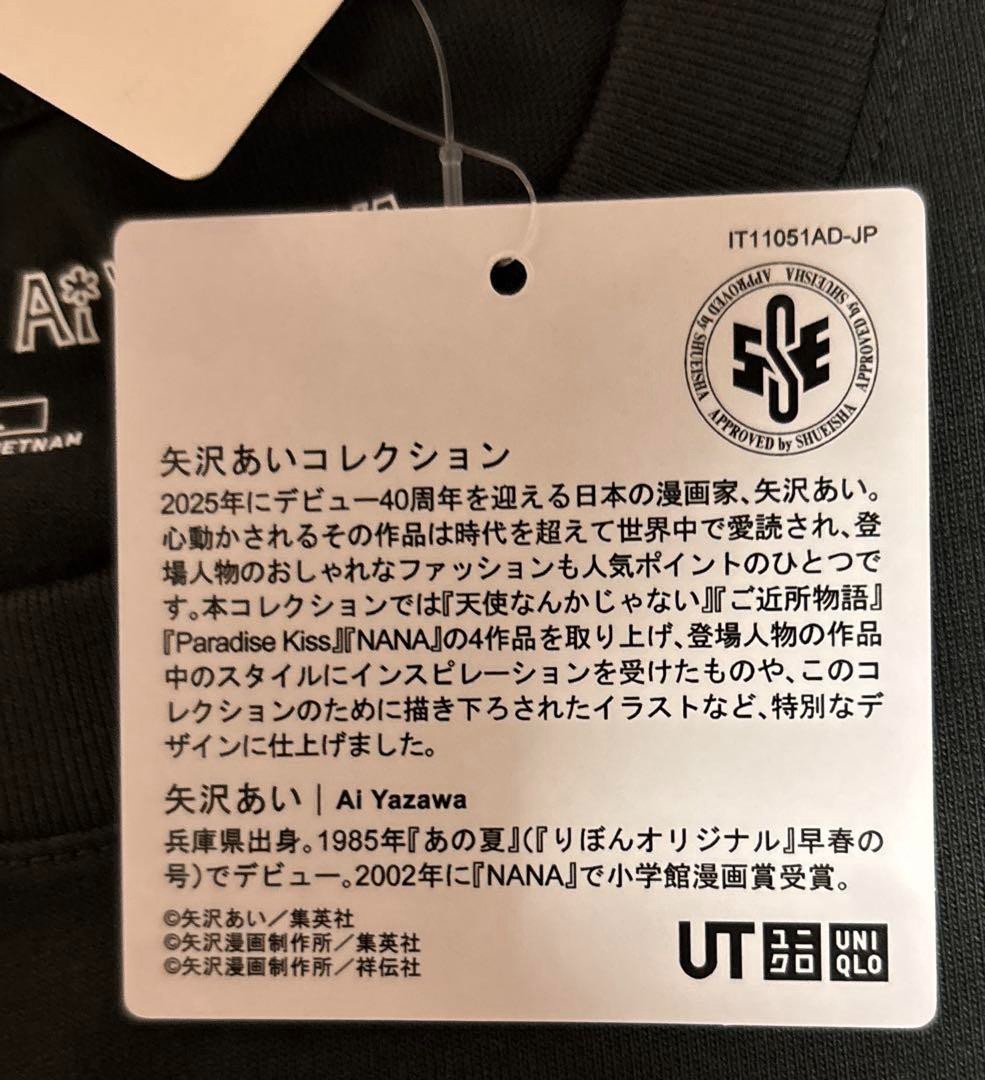 IT11051AD-JP
APPROVED by SHUEISHA APPROVED by SHUEISHA APPROVED by SHUEISHA
SSE
Ai
VIETNAM
矢沢あいコレクション
2025年にデビュー40周年を迎える日本の漫画家、矢沢あい。
心動かされるその作品は時代を超えて世界中で愛読され、登
場人物のおしゃれなファッションも人気ポイントのひとつで
す。本コレクションでは『天使なんかじゃない』『ご近所物語』
『Paradise Kiss』『NANA』の4作品を取り上げ、登場人物の作品
中のスタイルにインスピレーションを受けたものや、このコ
レクションのために描き下ろされたイラストなど、特別なデ
ザインに仕上げました。
矢沢あい｜Ai Yazawa
兵庫県出身。1985年『あの夏』(『りぼんオリジナル』早春の
号)でデビュー。2002年に『NANA』で小学館漫画賞受賞。
©矢沢あい／集英社
©矢沢漫画制作所／集英社
©矢沢漫画制作所／祥伝社
UT ユニクロ UNIQLO